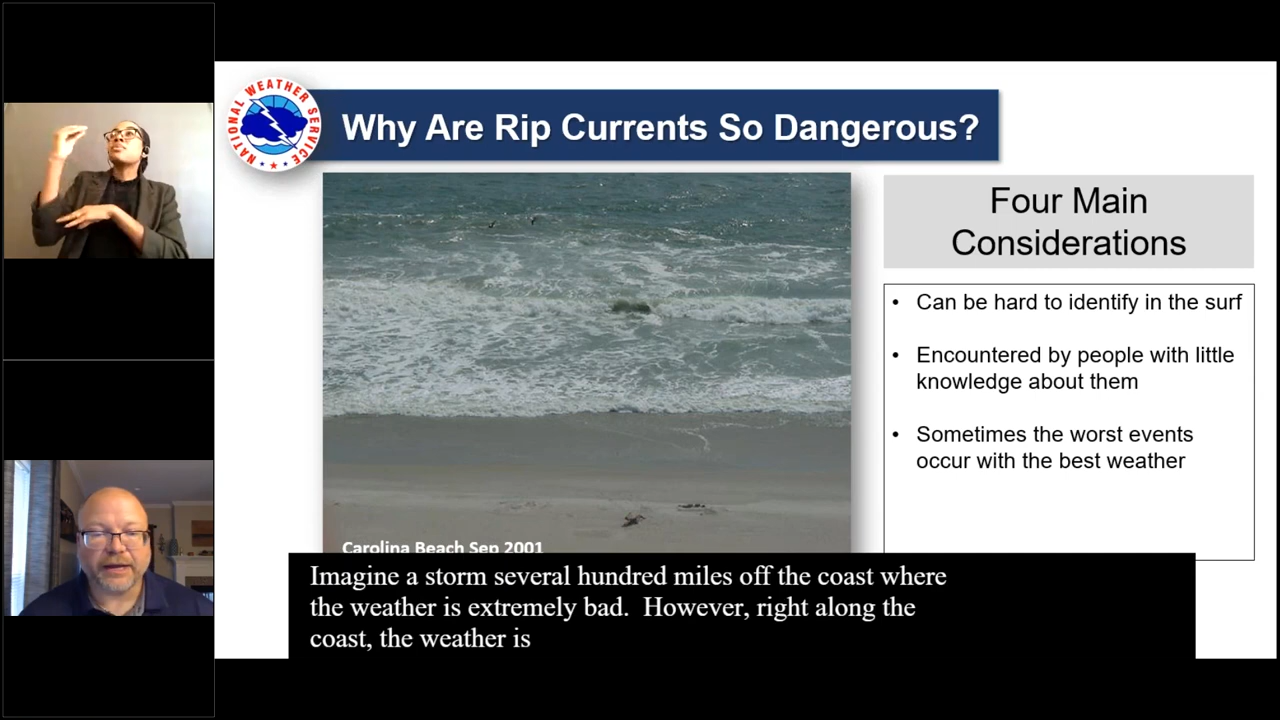 NATIONAL WEATHER SERVICE
Why Are Rip Currents So Dangerous?
Four Main
Considerations
• Can be hard to identify in the surf
• Encountered by people with little
knowledge about them
• Sometimes the worst events
occur with the best weather
Carolina Beach Sep 2001
Imagine a storm several hundred miles off the coast where
the weather is extremely bad.  However, right along the
coast, the weather is